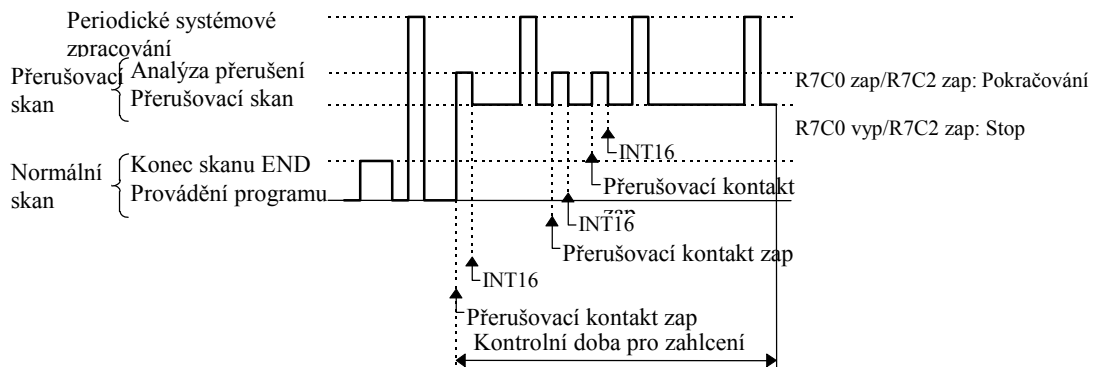 Periodické systémové
zpracování
Přerušovací
skan
Analýza přerušení
Přerušovací skan
Normální
skan
Konec skanu END
Provádění programu
R7C0 zap/R7C2 zap: Pokračování
R7C0 vyp/R7C2 zap: Stop
INT16
Přerušovací kontakt
zap
INT16
Přerušovací kontakt zap
INT16
Přerušovací kontakt zap
Kontrolní doba pro zahlcení